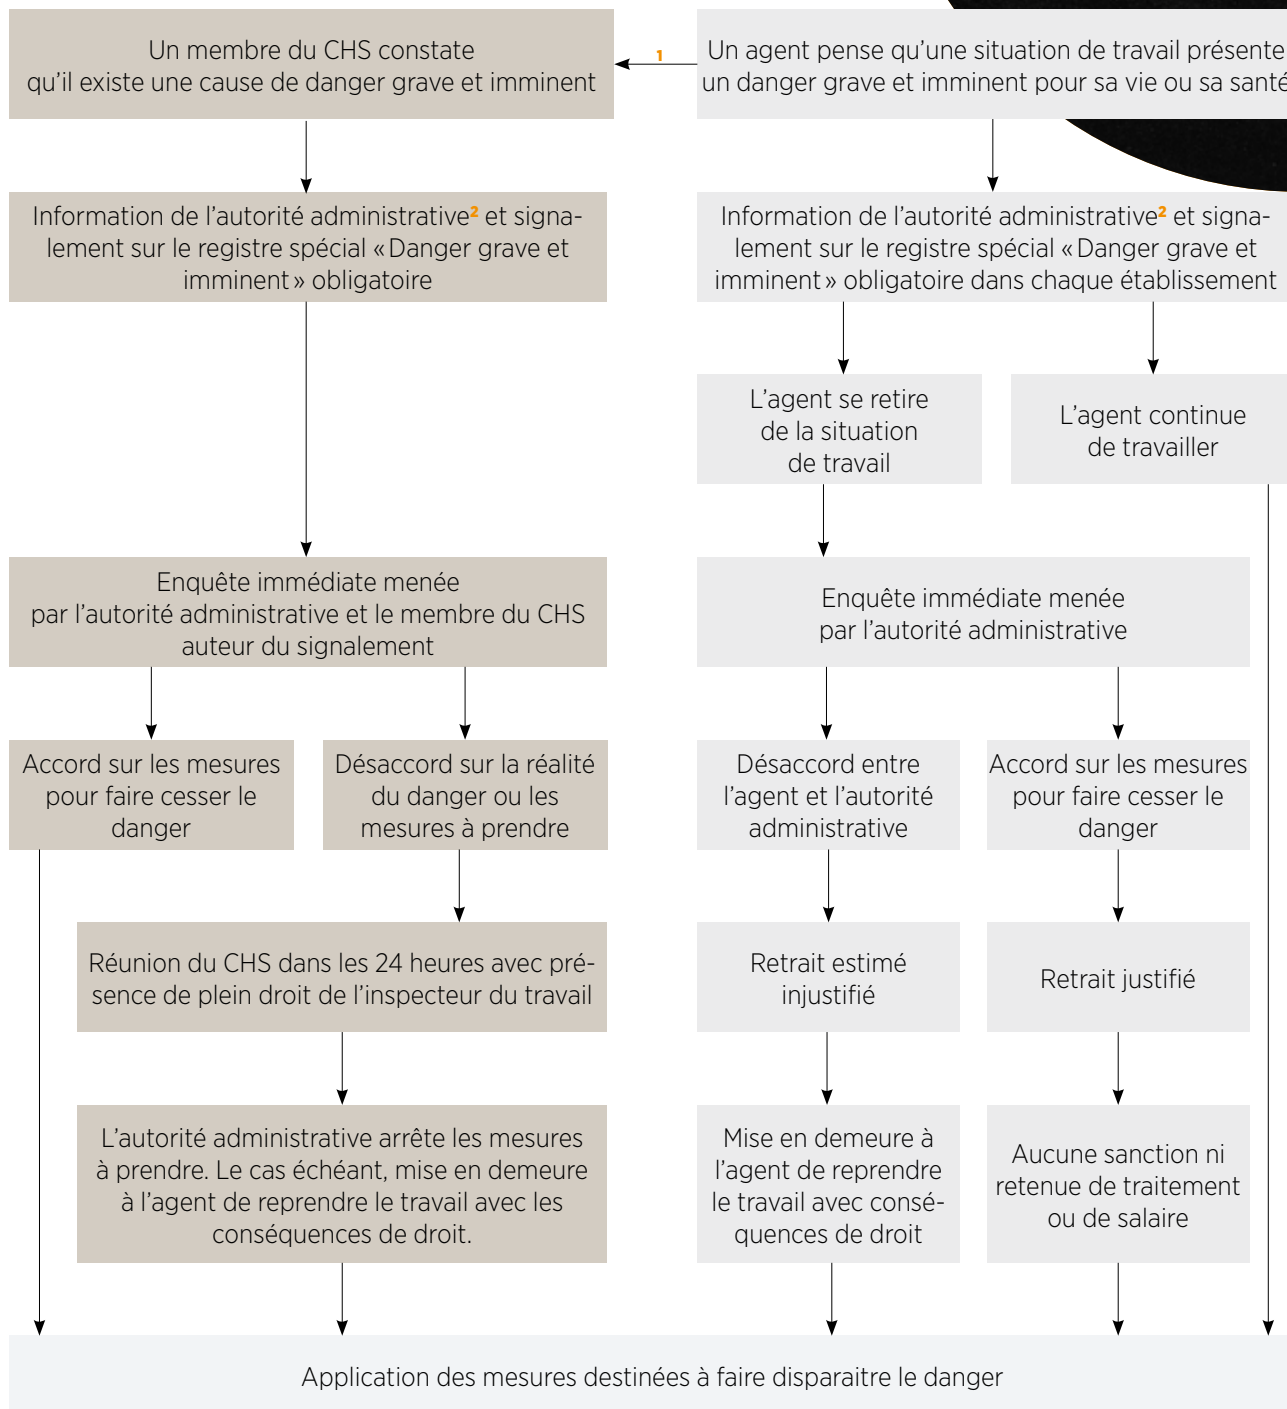 Un membre du CHS constate
qu’il existe une cause de danger grave et imminent
1
Un agent pense qu’une situation de travail présente
un danger grave et imminent pour sa vie ou sa santé
Information de l’autorité administrative² et signa-
lement sur le registre spécial « Danger grave et
imminent » obligatoire
Information de l’autorité administrative² et signa-
lement sur le registre spécial « Danger grave et
imminent » obligatoire dans chaque établissement
L’agent se retire
de la situation
de travail
L’agent continue
de travailler
Enquête immédiate menée
par l’autorité administrative et le membre du CHS
auteur du signalement
Enquête immédiate menée
par l’autorité administrative
Accord sur les mesures
pour faire cesser le
danger
Désaccord sur la réalité
du danger ou les
mesures à prendre
Désaccord entre
l’agent et l’autorité
administrative
Accord sur les mesures
pour faire cesser le
danger
Réunion du CHS dans les 24 heures avec pré-
sence de plein droit de l’inspecteur du travail
Retrait estimé
injustifié
Retrait justifié
L’autorité administrative arrête les mesures
à prendre. Le cas échéant, mise en demeure
à l’agent de reprendre le travail avec les
conséquences de droit.
Mise en demeure à
l’agent de reprendre
le travail avec consé-
quences de droit
Aucune sanction ni
retenue de traitement
ou de salaire
Application des mesures destinées à faire disparaitre le danger